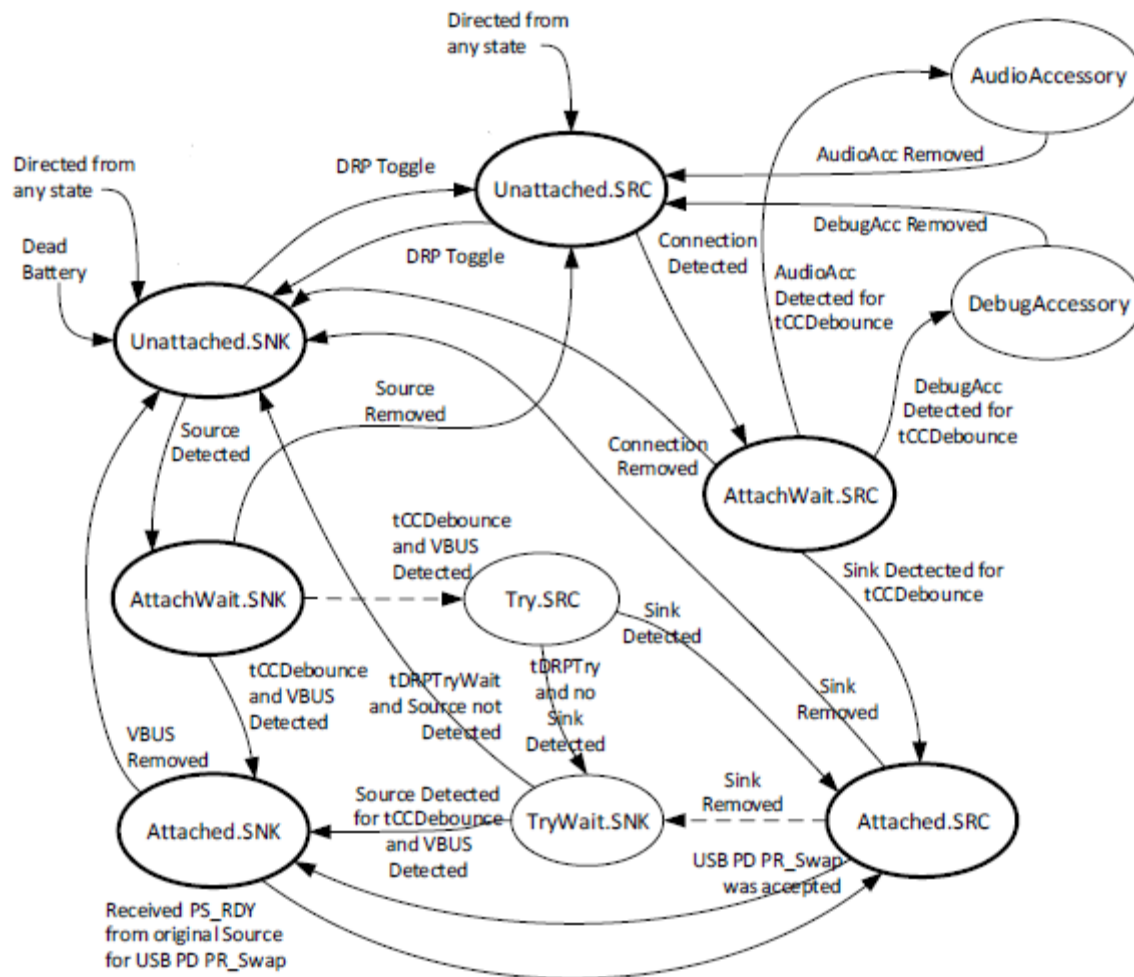 Directed from
any state
AudioAccessory
Directed from
any state
DRP Toggle
Unattached.SRC
AudioAcc Removed
DebugAcc Removed
Dead
Battery
DRP Toggle
Connection
Detected
AudioAcc
Detected for
tCCDebounce
DebugAccessory
Unattached.SNK
Source
Removed
DebugAcc
Detected for
tCCDebounce
Source
Detected
Connection
Removed
AttachWait.SRC
tCCDebounce
and VBUS
Detected
Sink Dectected for
tCCDebounce
AttachWait.SNK
Try.SRC
Sink
Detected
tCCDebounce
and VBUS
Detected
tDRPTryWait
and Source not
Detected
tDRPTry
and no
Sink
Detected
Sink
Removed
VBUS
Removed
Source Detected
for tCCDebounce
and VBUS
Detected
Sink
Removed
Attached.SNK
TryWait.SNK
Attached.SRC
USB PD PR_Swap
was accepted
Received PS_RDY
from original Source
for USB PD PR_Swap